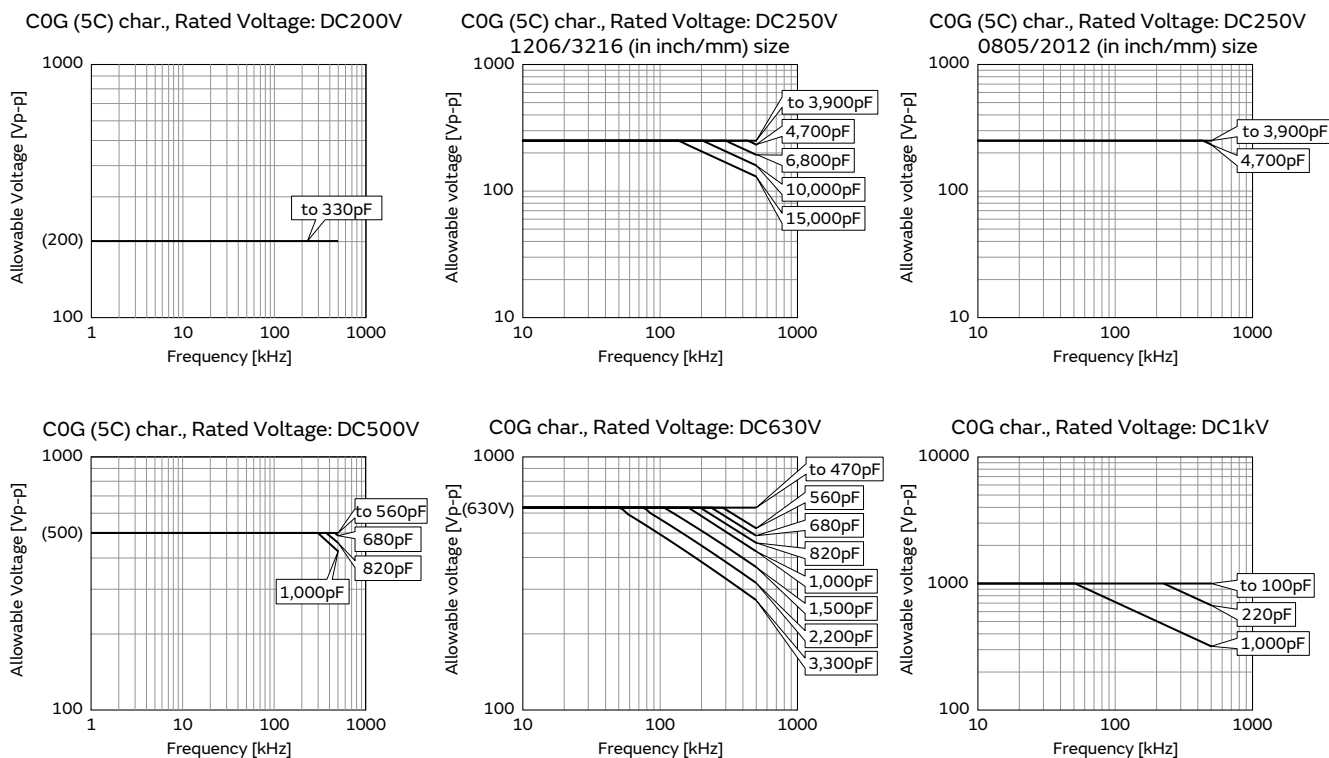 C0G (5C) char., Rated Voltage: DC200V
Allowable voltage [Vp-p]
1000
(200)
100
to 330pF
1 10 100 1000
Frequency [kHz]
C0G (5C) char., Rated Voltage: DC250V
1206/3216 (in inch/mm) size
Allowable voltage [Vp-p]
1000
100
10
to 3,900pF
4,700pF
6,800pF
10,000pF
15,000pF
10 100 1000
Frequency [kHz]
C0G (5C) char., Rated Voltage: DC250V
0805/2012 (in inch/mm) size
Allowable voltage [Vp-p]
1000
100
10
to 3,900pF
4,700pF
10 100 1000
Frequency [kHz]
C0G (5C) char., Rated Voltage: DC500V
Allowable voltage [Vp-p]
1000
(500)
100
to 560pF
680pF
820pF
1,000pF
1 10 100 1000
Frequency [kHz]
C0G char., Rated Voltage: DC630V
Allowable voltage [Vp-p]
1000
(630V)
100
to 470pF
560pF
680pF
820pF
1,000pF
1,500pF
2,200pF
3,300pF
10 100 1000
Frequency [kHz]
C0G char., Rated Voltage: DC1kV
Allowable voltage [Vp-p]
10000
1000
100
to 100pF
220pF
1,000pF
10 100 1000
Frequency [kHz]